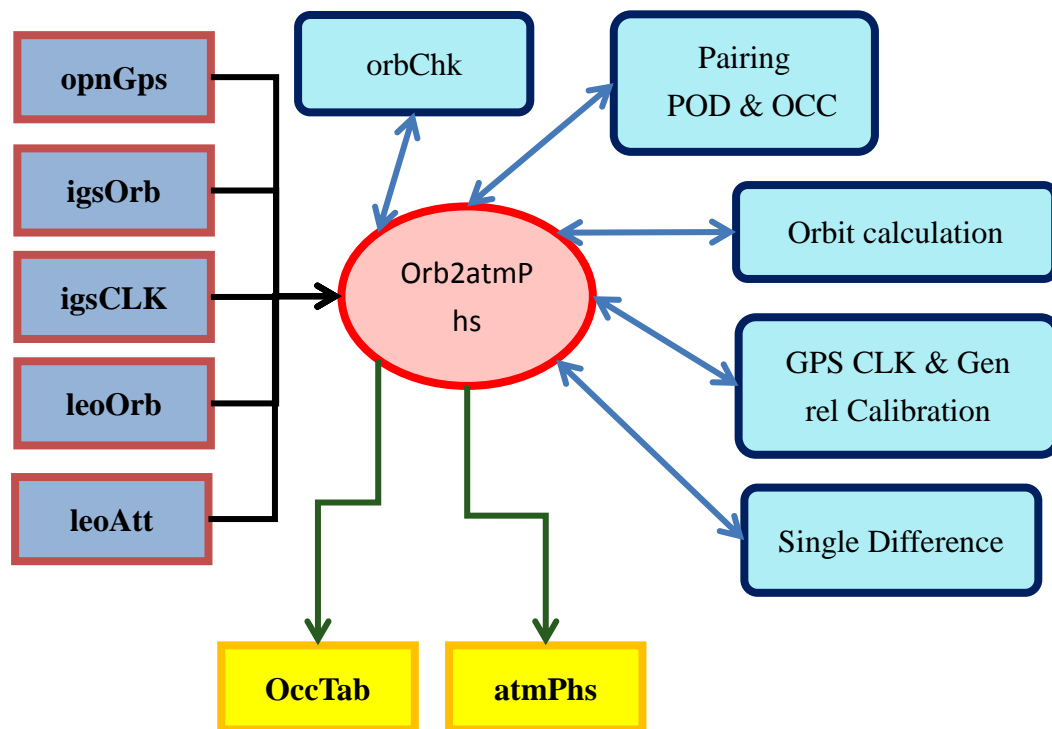 opnGps
igsOrb
igsCLK
leoOrb
leoAtt
orbChk
Pairing
POD & OCC
Orbit calculation
GPS CLK & Gen
rel Calibration
Single Difference
Orb2atmP
hs
OccTab
atmPhs